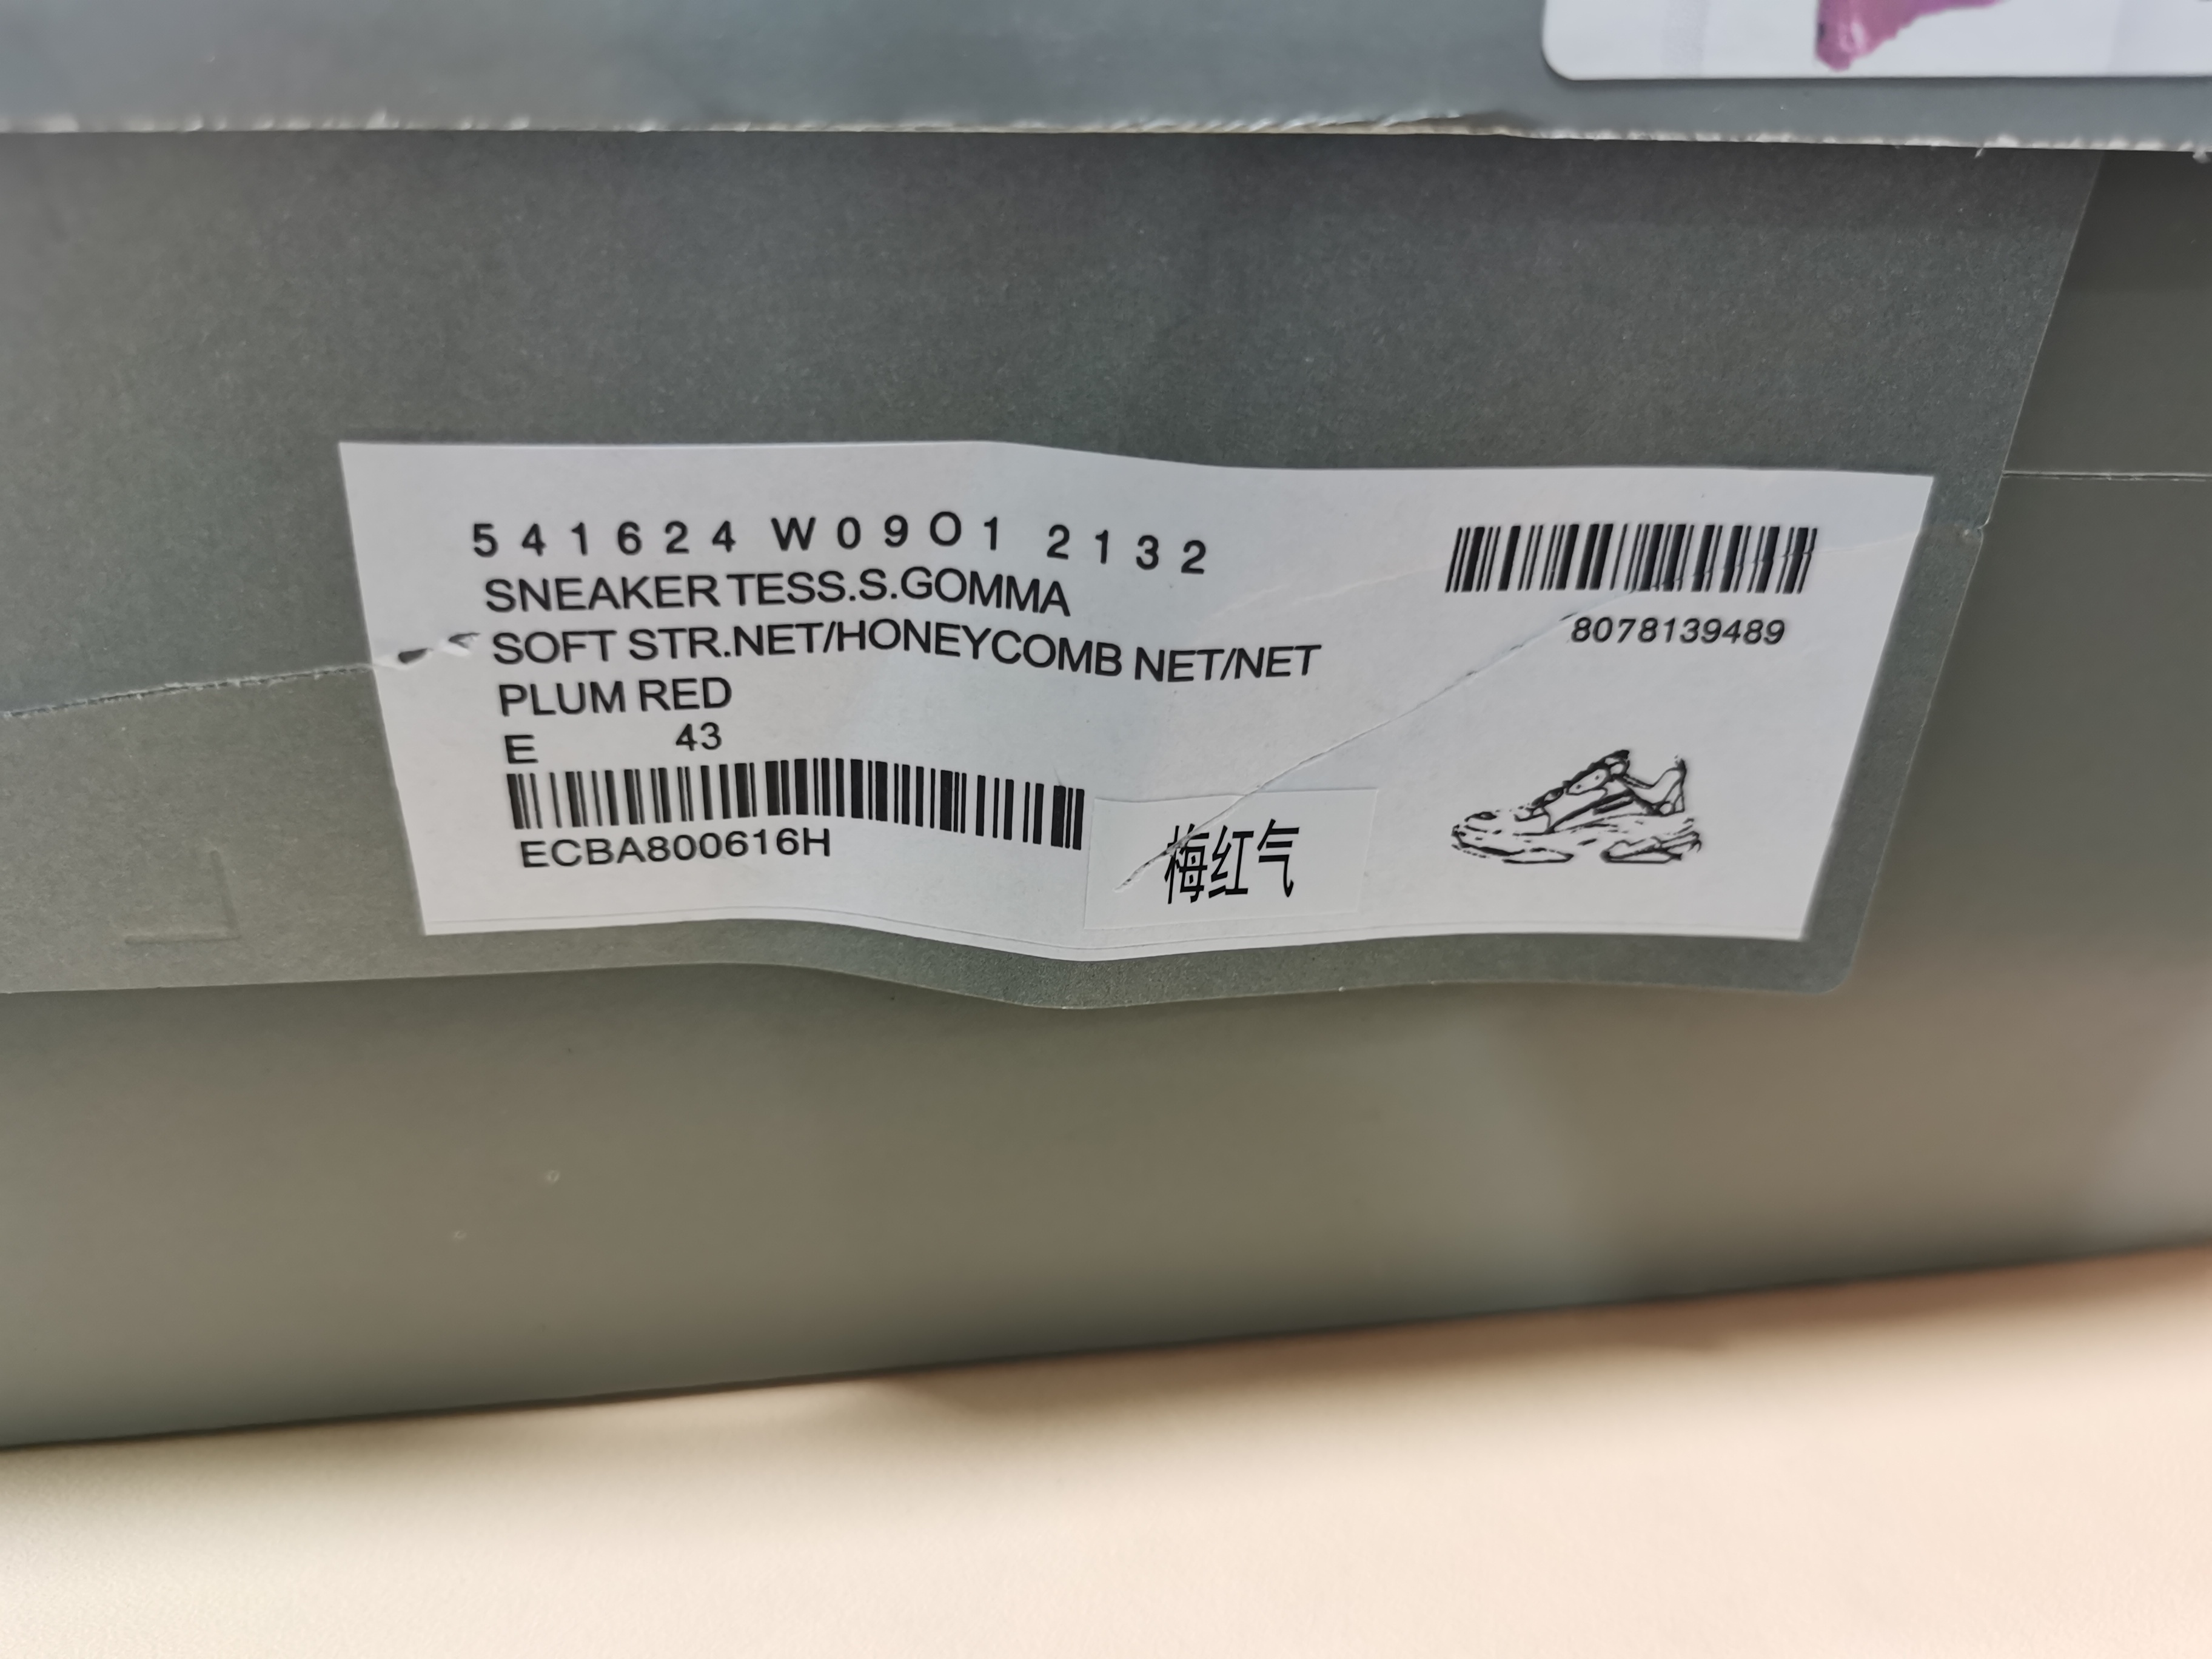 541624 W09O1 2132
SNEAKER TESS.S.GOMMA
SOFT STR.NET/HONEYCOMB NET/NET
PLUM RED
E 43
ECBA800616H
8078139489
梅红气